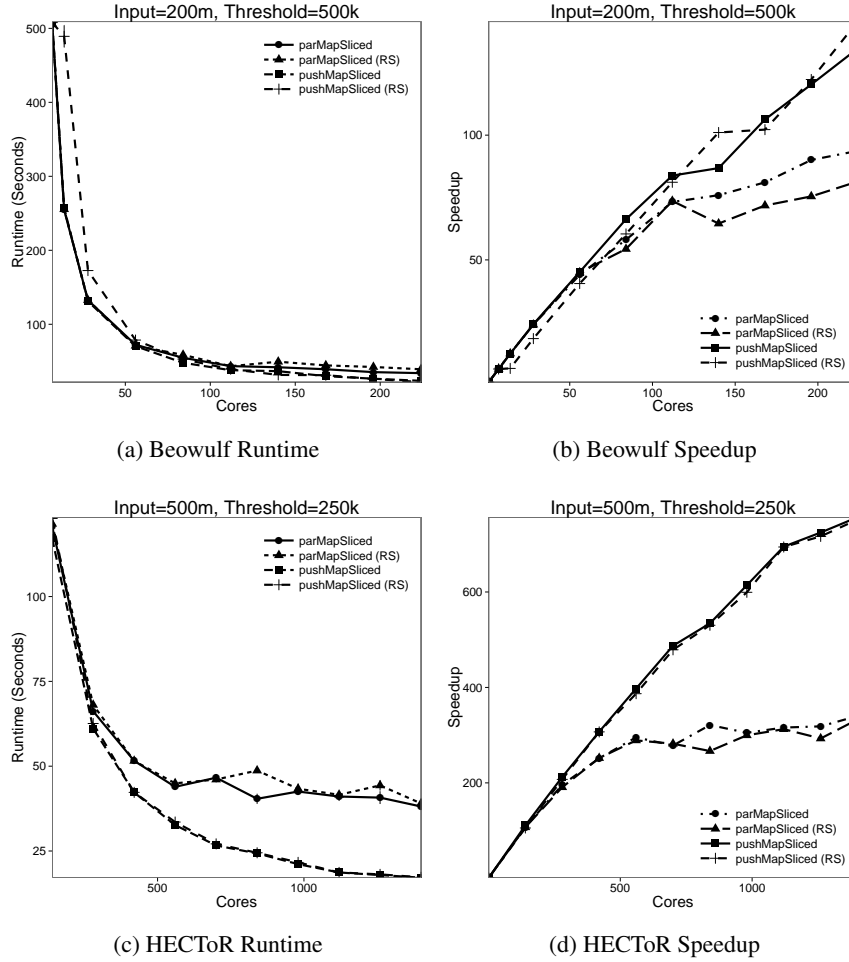 Input=200m, Threshold=500k
Runtime (Seconds)
500
400
300
200
100
50
100
150
200
Cores
parMapSliced
parMapSliced (RS)
pushMapSliced
pushMapSliced (RS)
(a) Beowulf Runtime
Input=200m, Threshold=500k
Speedup
100
50
50
100
150
200
Cores
parMapSliced
parMapSliced (RS)
pushMapSliced
pushMapSliced (RS)
(b) Beowulf Speedup
Input=500m, Threshold=250k
Runtime (Seconds)
100
75
50
25
500
1000
Cores
parMapSliced
parMapSliced (RS)
pushMapSliced
pushMapSliced (RS)
(c) HECToR Runtime
Input=500m, Threshold=250k
Speedup
600
400
200
500
1000
Cores
parMapSliced
parMapSliced (RS)
pushMapSliced
pushMapSliced (RS)
(d) HECToR Speedup